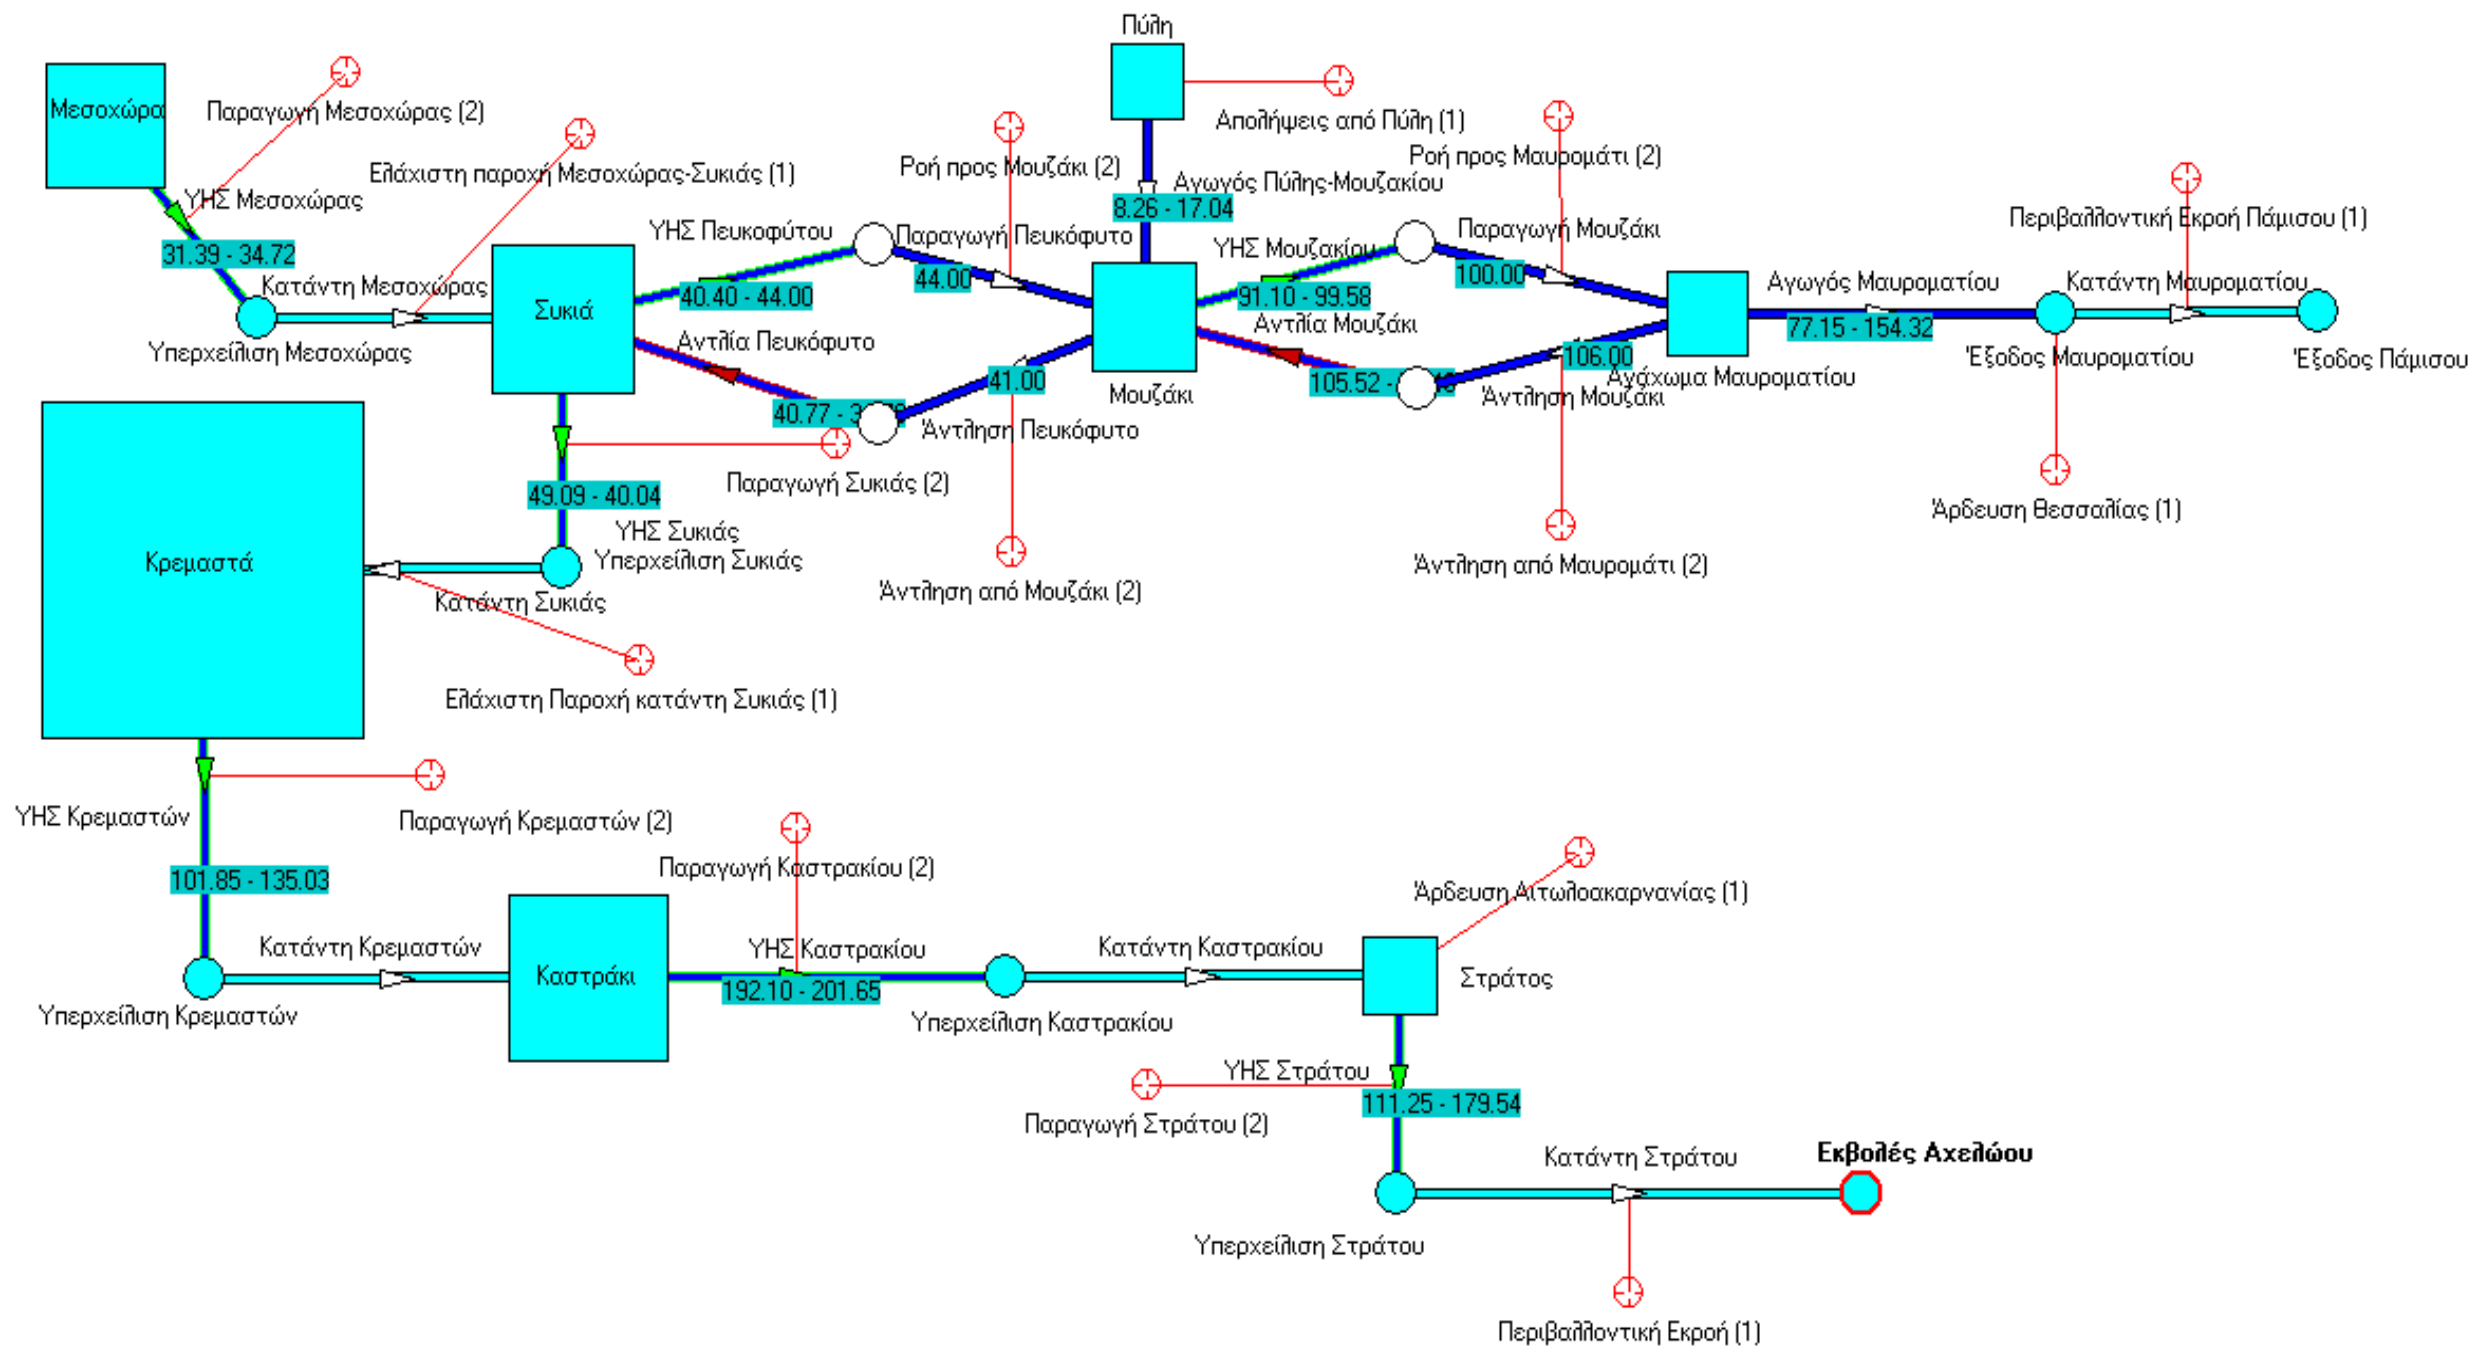 Πύλη
Μεσοχώρα
Παραγωγή Μεσοχώρας (2)
Απολήψεις από Πύλη (1)
Ροή προς Μουζάκι (2)
Ροή προς Μαυρομάτι (2)
Ελάχιστη παροχή Μεσοχώρας-Συκιάς (1)
Αγωγός Πύλης-Μουζακίου
ΥΗΣ Μεσοχώρας
8.26 - 17.04
Περιβαλλοντική Εκροή Πάμισου (1)
ΥΗΣ Πευκοφύτου
Παραγωγή Πευκόφυτο
ΥΗΣ Μουζακίου
Παραγωγή Μουζάκι
31.39 - 34.72
44.00
100.00
Κατάντη Μεσοχώρας
40.40 - 44.00
91.10 - 99.58
Αγωγός Μαυροματίου
Κατάντη Μαυροματίου
Συκιά
Αντλία Μουζάκι
77.15 - 154.32
Υπερχείλιση Μεσοχώρας
Αντλία Πευκόφυτο
106.00
Έξοδος Μαυροματίου
Έξοδος Πάμισου
41.00
105.52 -
Αγάχωμα Μαυροματίου
Μουζάκι
Άντληση Μουζάκι
40.77 - 3
Άντληση Πευκόφυτο
Παραγωγή Συκιάς (2)
49.09 - 40.04
Άρδευση Θεσσαλίας (1)
ΥΗΣ Συκιάς
Κρεμαστά
Υπερχείλιση Συκιάς
Άντληση από Μαυρομάτι (2)
Άντληση από Μουζάκι (2)
Κατάντη Συκιάς
Ελάχιστη Παροχή κατάντη Συκιάς (1)
ΥΗΣ Κρεμαστών
Παραγωγή Κρεμαστών (2)
Παραγωγή Καστρακίου (2)
101.85 - 135.03
Άρδευση Αιτωλοακαρνανίας (1)
Κατάντη Κρεμαστών
ΥΗΣ Καστρακίου
Κατάντη Καστρακίου
Καστράκι
Στράτος
192.10 - 201.65
Υπερχείλιση Κρεμαστών
Υπερχείλιση Καστρακίου
ΥΗΣ Στράτου
111.25 - 179.54
Παραγωγή Στράτου (2)
Κατάντη Στράτου
Εκβολές Αχελώου
Υπερχείλιση Στράτου
Περιβαλλοντική Εκροή (1)